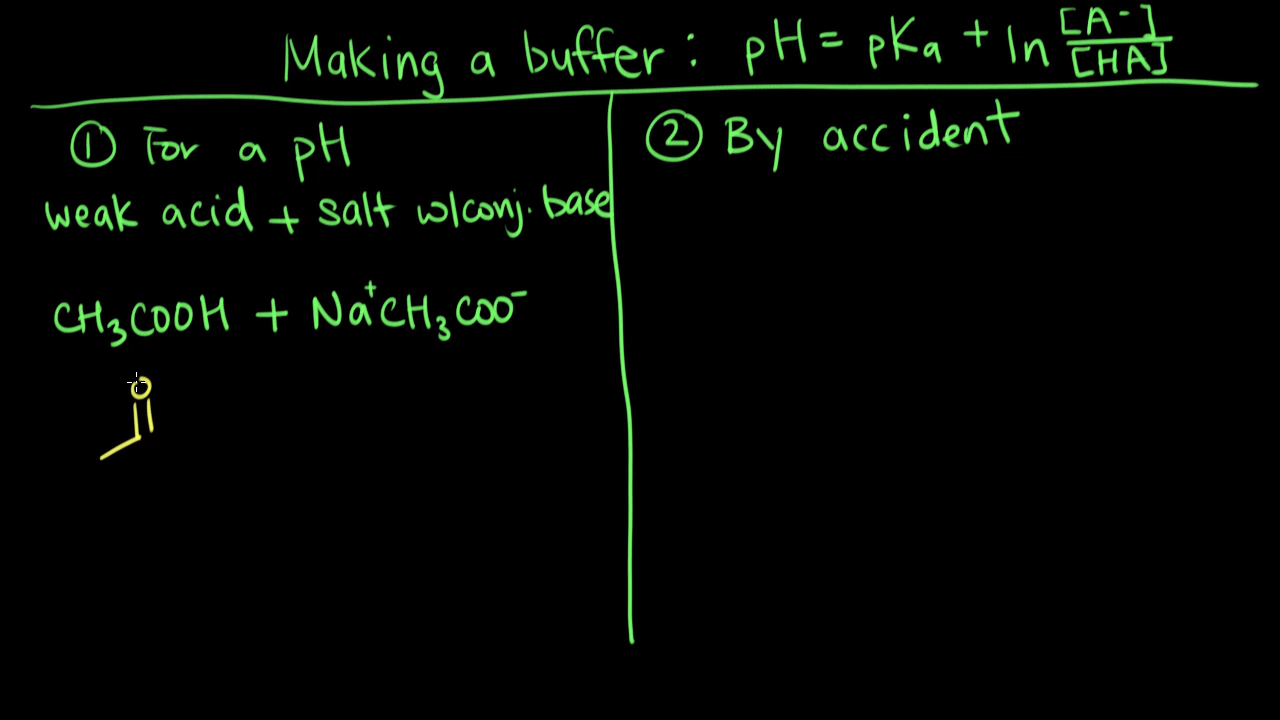 Making a buffer: pH = pKa + ln [A⁻]/[HA]
① For a pH
weak acid + salt w/conj. base
CH₃COOH + Na⁺CH₃COO⁻
O
② By accident